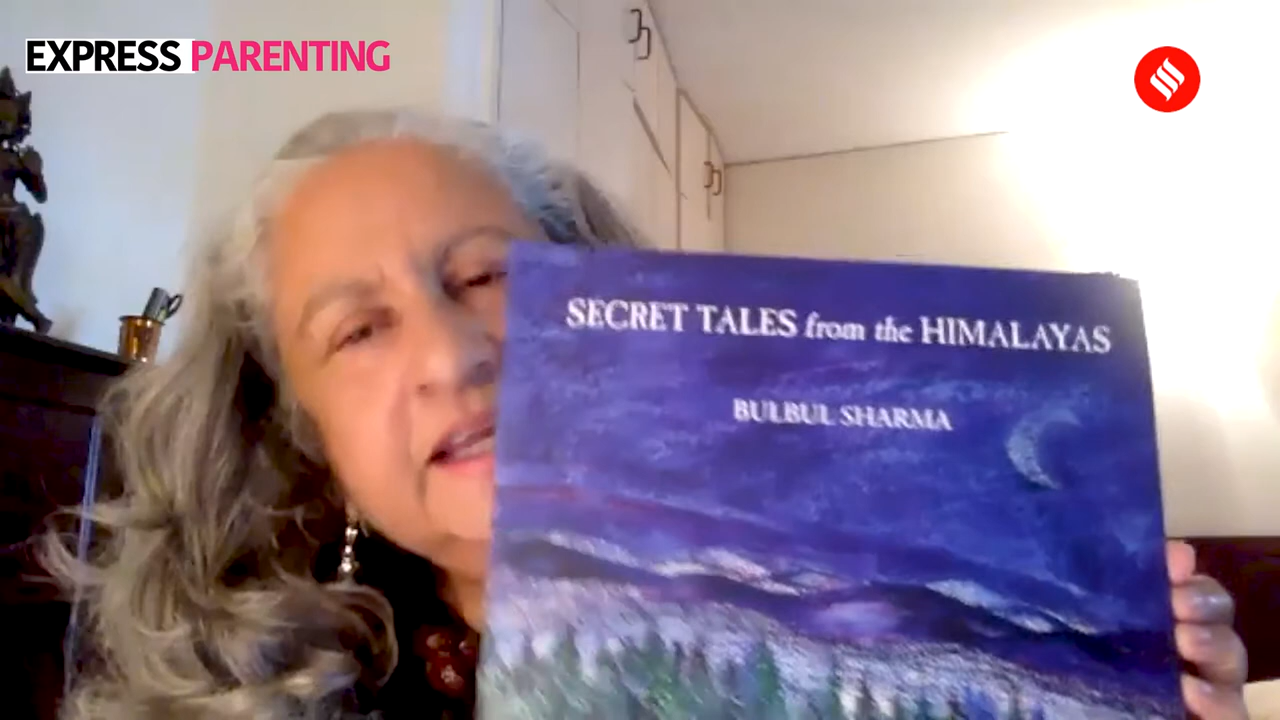 EXPRESS PARENTING
SECRET TALES from the HIMALAYAS
BULBUL SHARMA